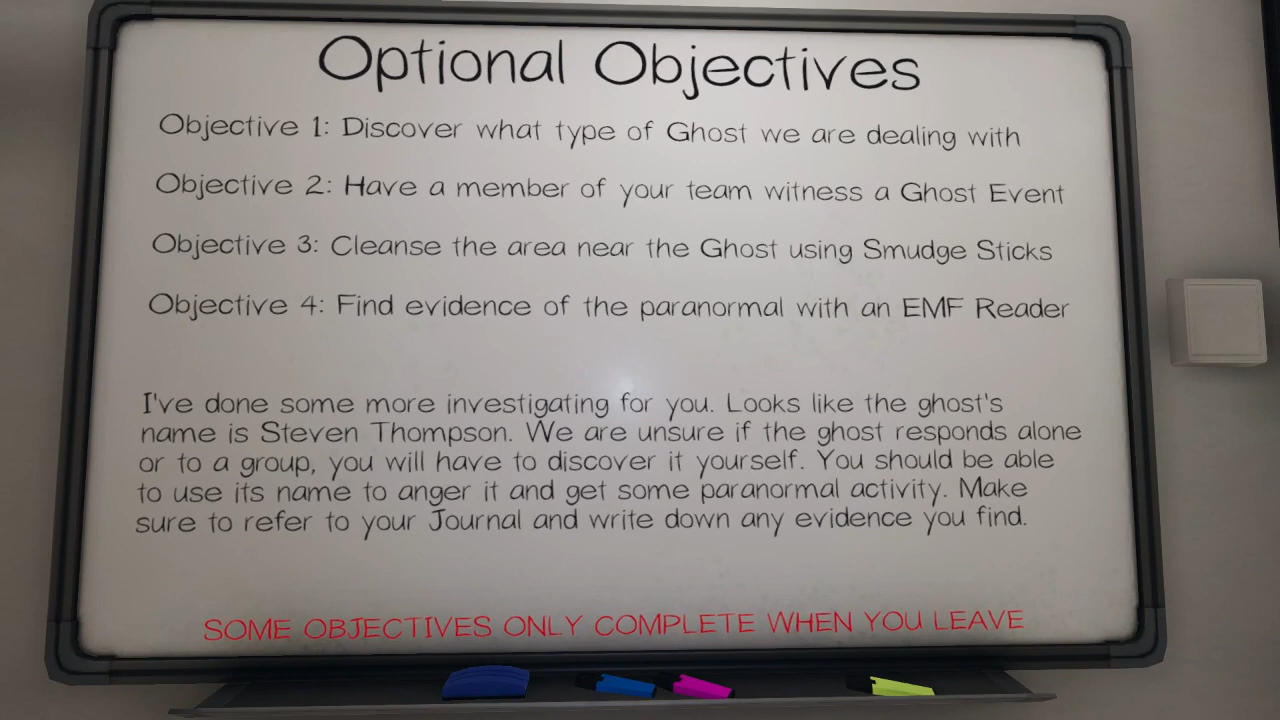 Optional Objectives
Objective 1: Discover what type of Ghost we are dealing with
Objective 2: Have a member of your team witness a Ghost Event
Objective 3: Cleanse the area near the Ghost using Smudge Sticks
Objective 4: Find evidence of the paranormal with an EMF Reader
I've done some more investigating for you. Looks like the ghost's
name is Steven Thompson. We are unsure if the ghost responds alone
or to a group, you will have to discover it yourself. You should be able
to use its name to anger it and get some paranormal activity. Make
sure to refer to your Journal and write down any evidence you find.
SOME OBJECTIVES ONLY COMPLETE WHEN YOU LEAVE